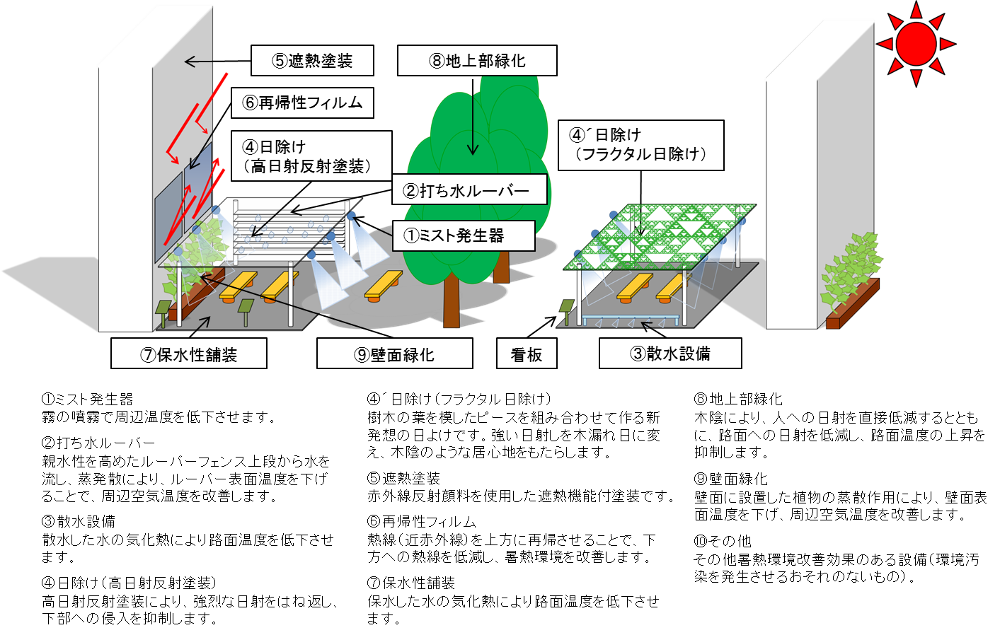 ⑤遮熱塗装
⑧地上部緑化
⑥再帰性フィルム
④日除け
（高日射反射塗装）
④´日除け
（フラクタル日除け）
②打ち水ルーバー
①ミスト発生器
⑦保水性舗装
⑨壁面緑化
看板
③散水設備
①ミスト発生器
霧の噴霧で周辺温度を低下させます。
②打ち水ルーバー
親水性を高めたルーバーフェンス上段から水を
流し、蒸発散により、ルーバー表面温度を下げ
ることで、周辺空気温度を改善します。
③散水設備
散水した水の気化熱により路面温度を低下させ
ます。
④日除け（高日射反射塗装）
高日射反射塗装により、強烈な日射をはね返し、
下部への侵入を抑制します。
④´日除け（フラクタル日除け）
樹木の葉を模したピースを組み合わせて作る新
発想の日よけです。強い日射しを木漏れ日に変
え、木陰のような居心地をもたらします。
⑤遮熱塗装
赤外線反射顔料を使用した遮熱機能付塗装です。
⑥再帰性フィルム
熱線（近赤外線）を上方に再帰させることで、下
方への熱線を低減し、暑熱環境を改善します。
⑦保水性舗装
保水した水の気化熱により路面温度を低下させ
ます。
⑧地上部緑化
木陰により、人への日射を直接低減するととも
に、路面への日射を低減し、路面温度の上昇を
抑制します。
⑨壁面緑化
壁面に設置した植物の蒸散作用により、壁面表
面温度を下げ、周辺空気温度を改善します。
⑩その他
その他暑熱環境改善効果のある設備（環境汚
染を発生させるおそれのないもの）。